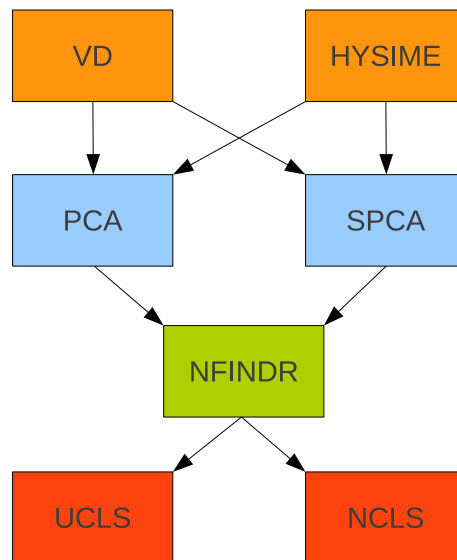 VD
HYSIME
PCA
SPCA
NFINDR
UCLS
NCLS